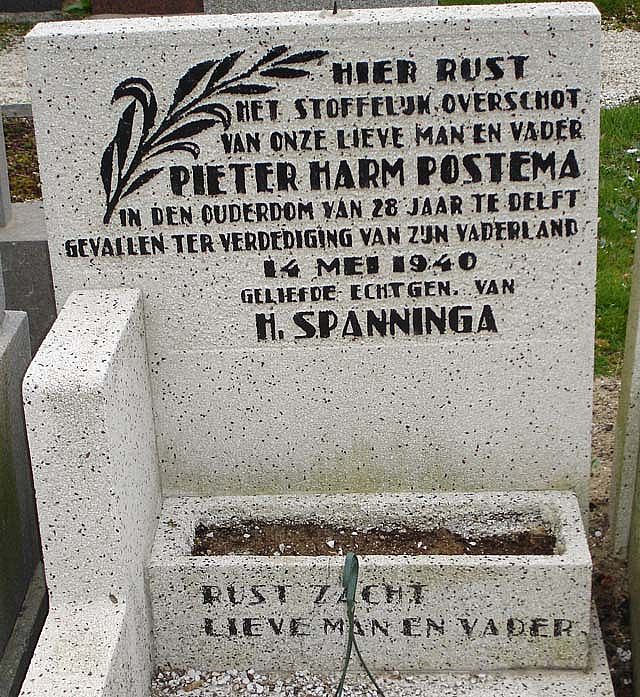 HIER RUST
HET STOFFELIJK OVERSCHOT
VAN ONZE LIEVE MAN EN VADER
PIETER HARM POSTEMA
IN DEN OUDERDOM VAN 28 JAAR TE DELFT
GEVALLEN TER VERDEDIGING VAN ZIJN VADERLAND
14 MEI 1940
GELIEFDE ECHTGEN. VAN
H. SPANNINGA
RUST ZACHT
LIEVE MAN EN VADER